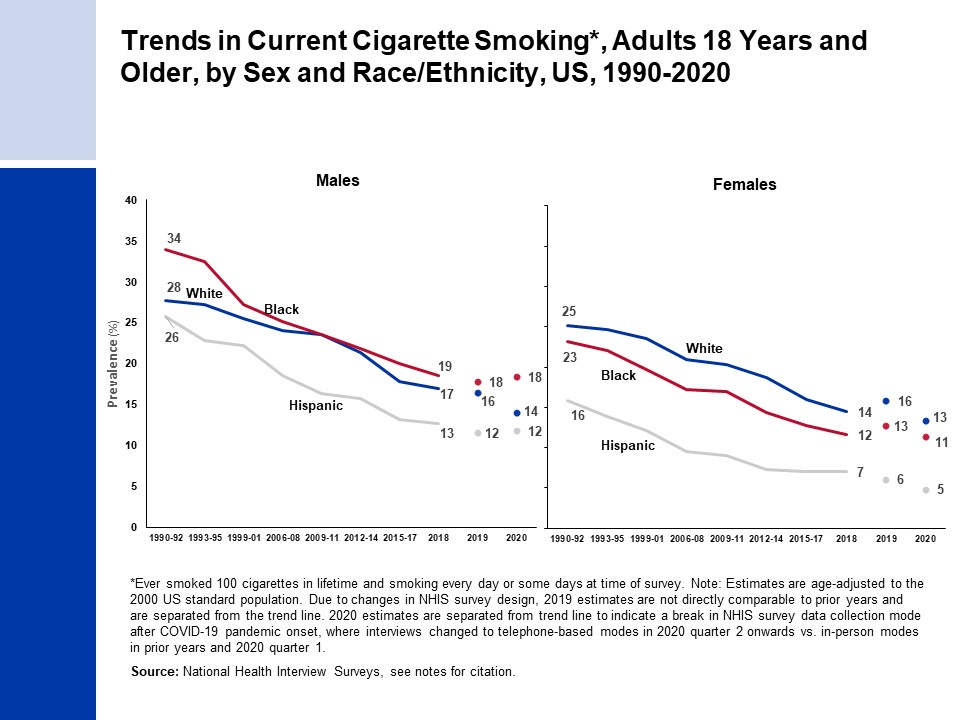 Trends in Current Cigarette Smoking*, Adults 18 Years and
Older, by Sex and Race/Ethnicity, US, 1990-2020
Males
Prevalence (%)
40
35
30
25
20
15
10
5
0
34
28
White
Black
26
Hispanic
19
17
13
18
16
12
18
14
12
1990-92 1993-95 1999-01 2006-08 2009-11 2012-14 2015-17 2018 2019 2020
Females
25
White
23
Black
16
Hispanic
14
12
7
16
13
6
13
11
5
1990-92 1993-95 1999-01 2006-08 2009-11 2012-14 2015-17 2018 2019 2020
*Ever smoked 100 cigarettes in lifetime and smoking every day or some days at time of survey. Note: Estimates are age-adjusted to the
2000 US standard population. Due to changes in NHIS survey design, 2019 estimates are not directly comparable to prior years and
are separated from the trend line. 2020 estimates are separated from trend line to indicate a break in NHIS survey data collection mode
after COVID-19 pandemic onset, where interviews changed to telephone-based modes in 2020 quarter 2 onwards vs. in-person modes
in prior years and 2020 quarter 1.
Source: National Health Interview Surveys, see notes for citation.